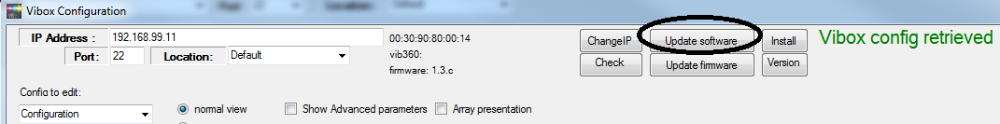 Vibox Configuration
IP Address : 192.168.99.11 00:30:90:80:00:14 ChangeIP Update software Install Vibox config retrieved
Port: 22 Location: Default vib360: Check Update firmware Version
firmware: 1.3.c
Config to edit:
Configuration normal view Show Advanced parameters Array presentation